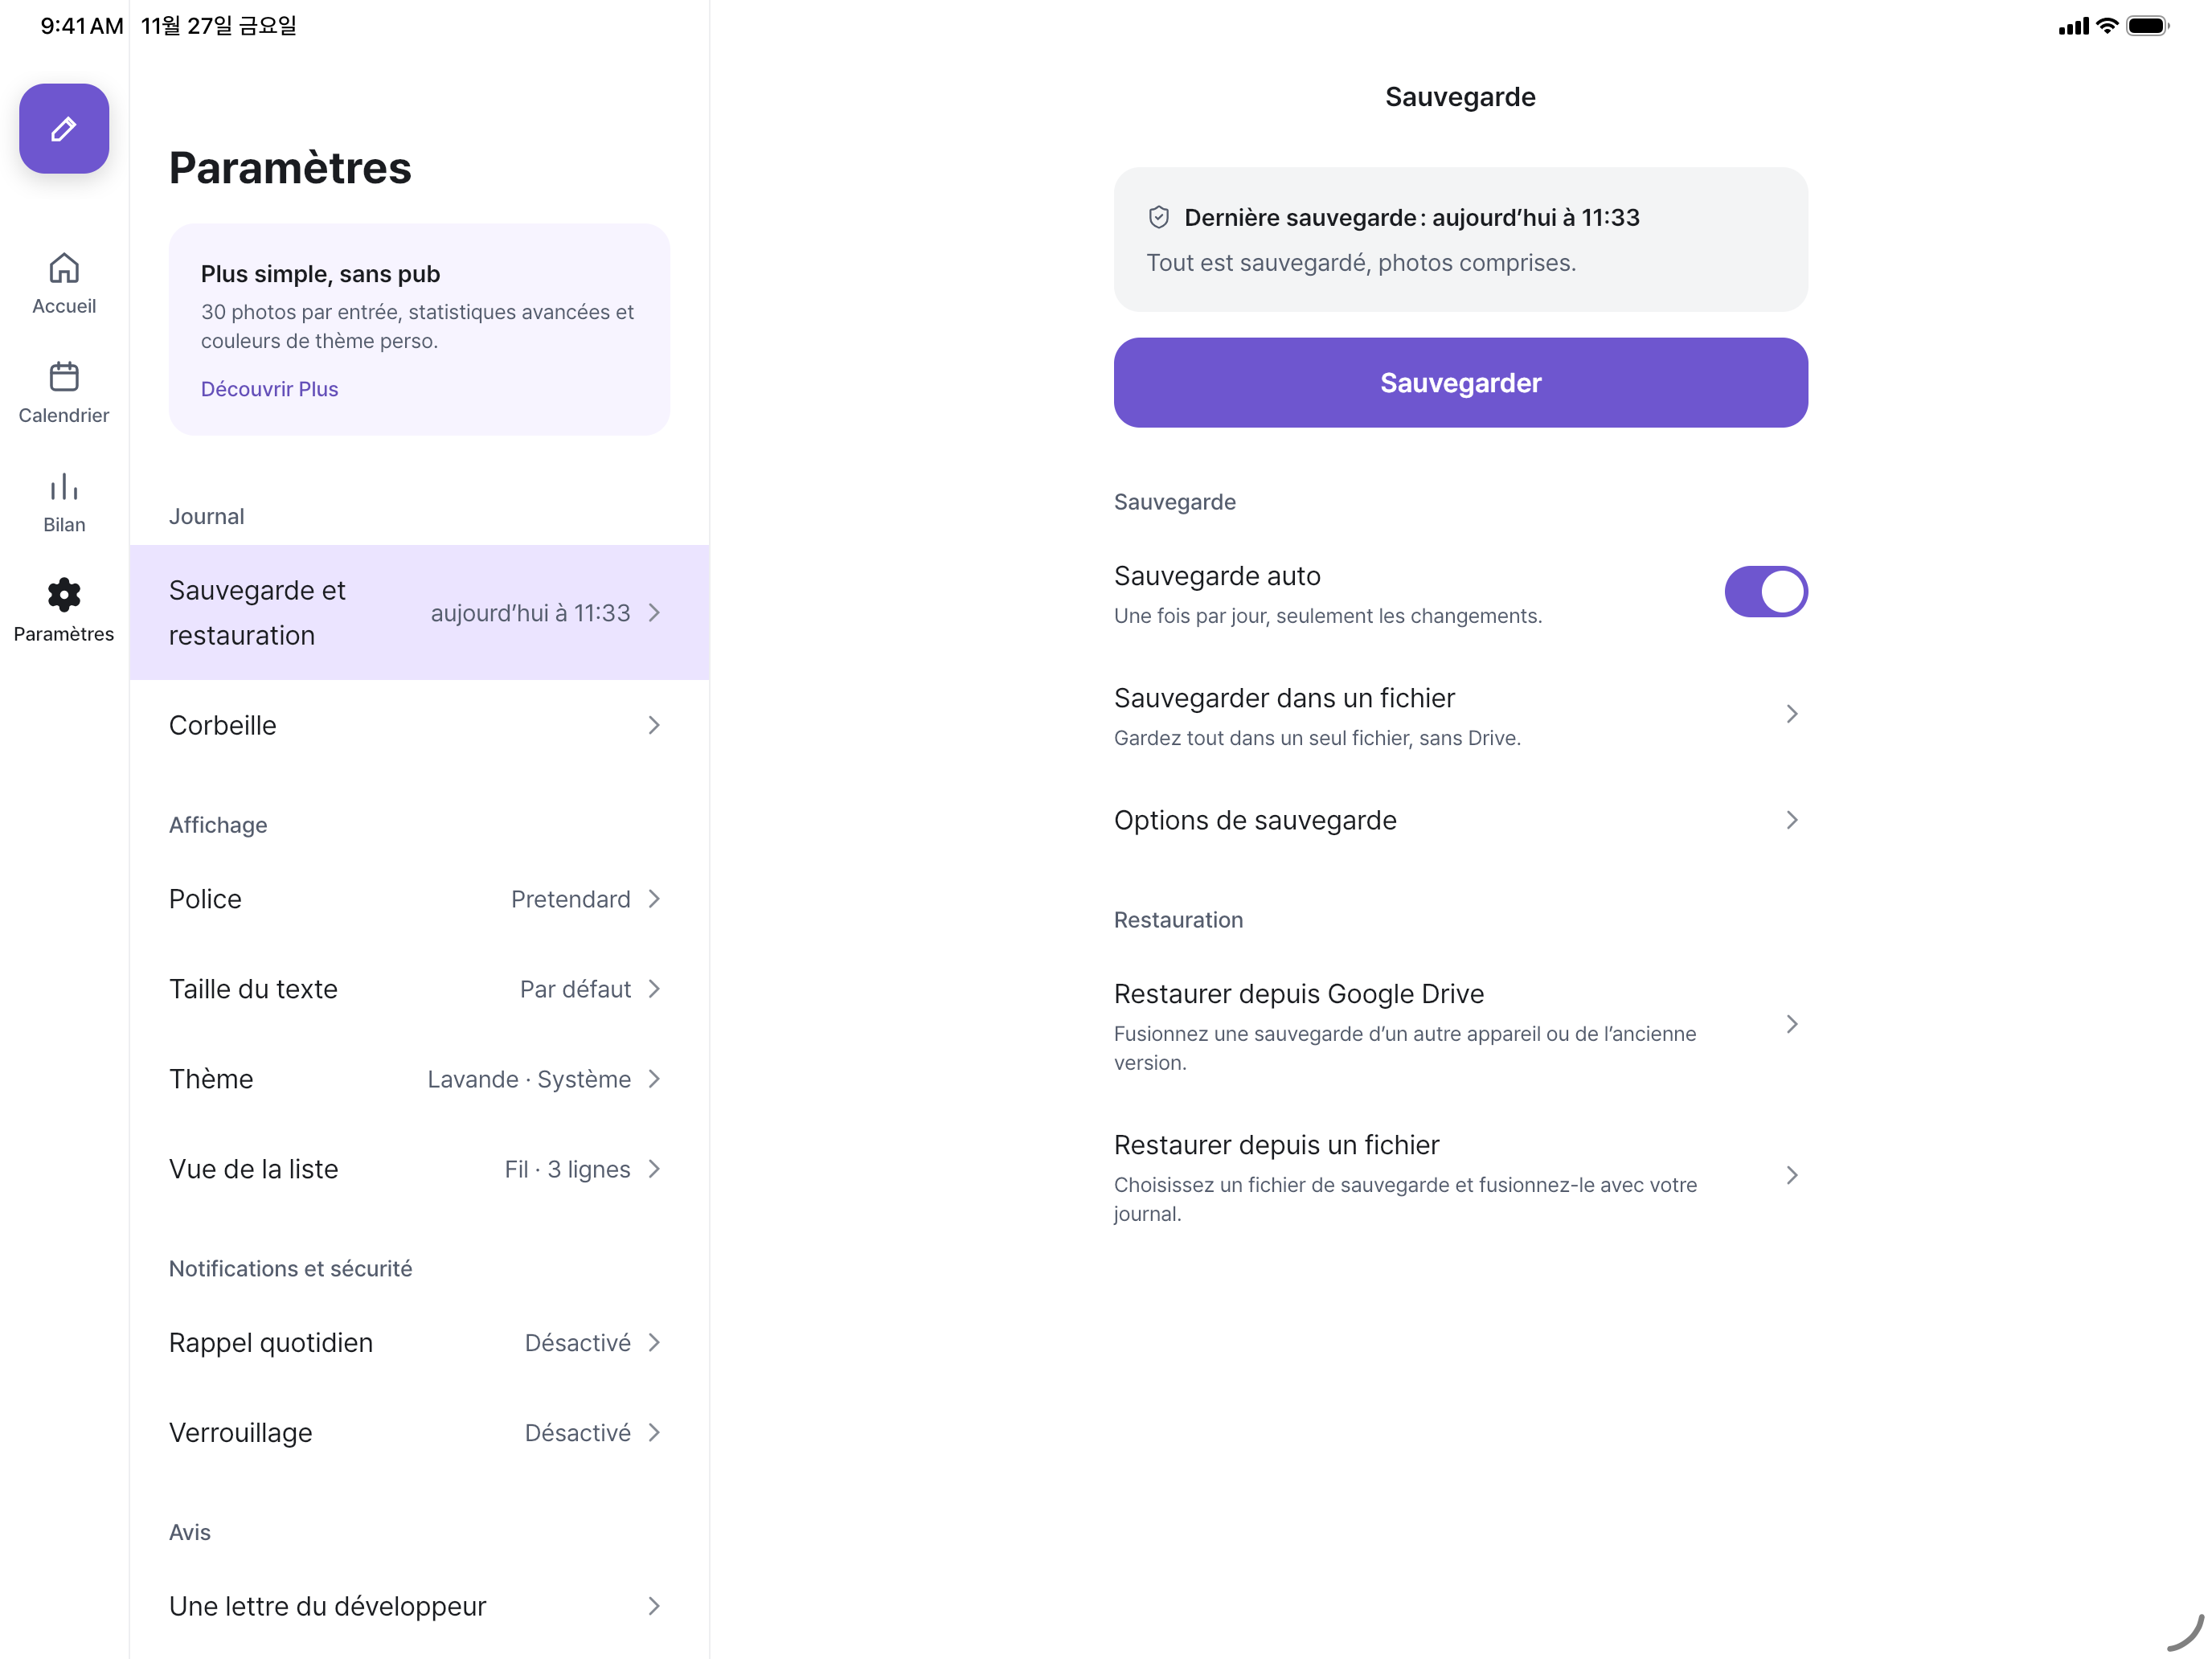 9:41 AM 11월 27일 금요일
Accueil
Calendrier
Bilan
Paramètres
Paramètres
Plus simple, sans pub
30 photos par entrée, statistiques avancées et
couleurs de thème perso.
Découvrir Plus
Journal
Sauvegarde et
restauration
aujourd’hui à 11:33
Corbeille
Affichage
Police Pretendard
Taille du texte Par défaut
Thème Lavande · Système
Vue de la liste Fil · 3 lignes
Notifications et sécurité
Rappel quotidien Désactivé
Verrouillage Désactivé
Avis
Une lettre du développeur
Sauvegarde
Dernière sauvegarde : aujourd’hui à 11:33
Tout est sauvegardé, photos comprises.
Sauvegarder
Sauvegarde
Sauvegarde auto
Une fois par jour, seulement les changements.
Sauvegarder dans un fichier
Gardez tout dans un seul fichier, sans Drive.
Options de sauvegarde
Restauration
Restaurer depuis Google Drive
Fusionnez une sauvegarde d’un autre appareil ou de l’ancienne
version.
Restaurer depuis un fichier
Choisissez un fichier de sauvegarde et fusionnez-le avec votre
journal.